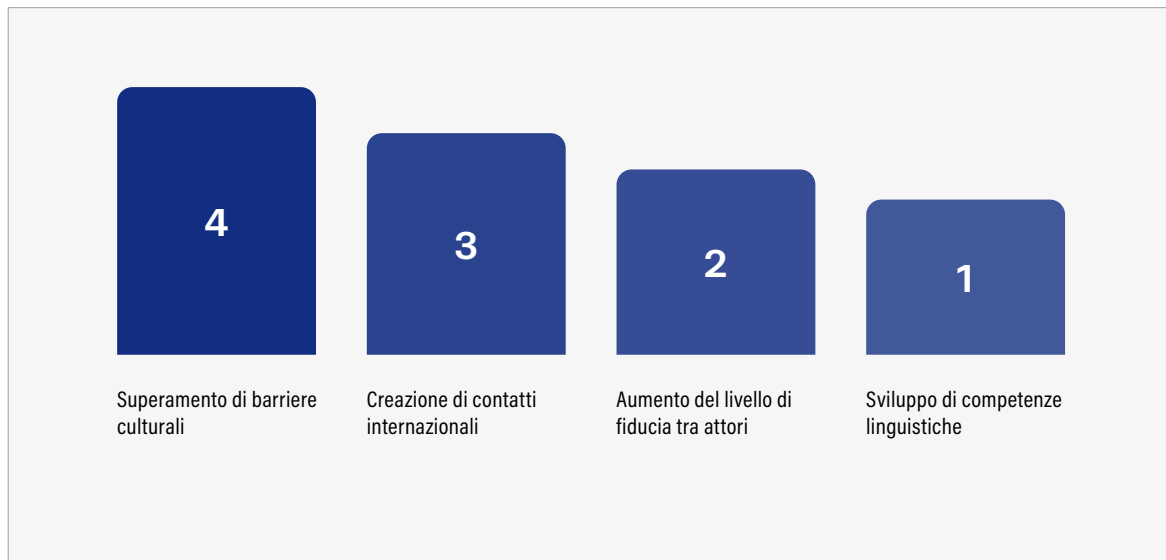 4
3
2
1
Superamento di barriere
culturali
Creazione di contatti
internazionali
Aumento del livello di
fiducia tra attori
Sviluppo di competenze
linguistiche